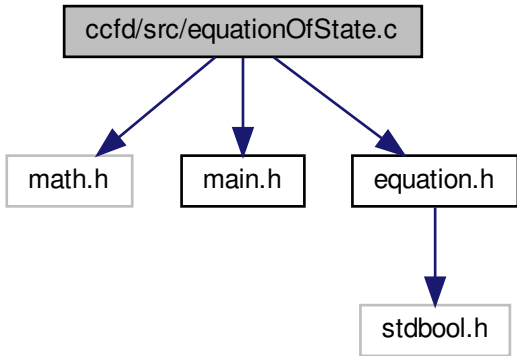 ccfd/src/equationOfState.c
math.h
main.h
equation.h
stdbool.h